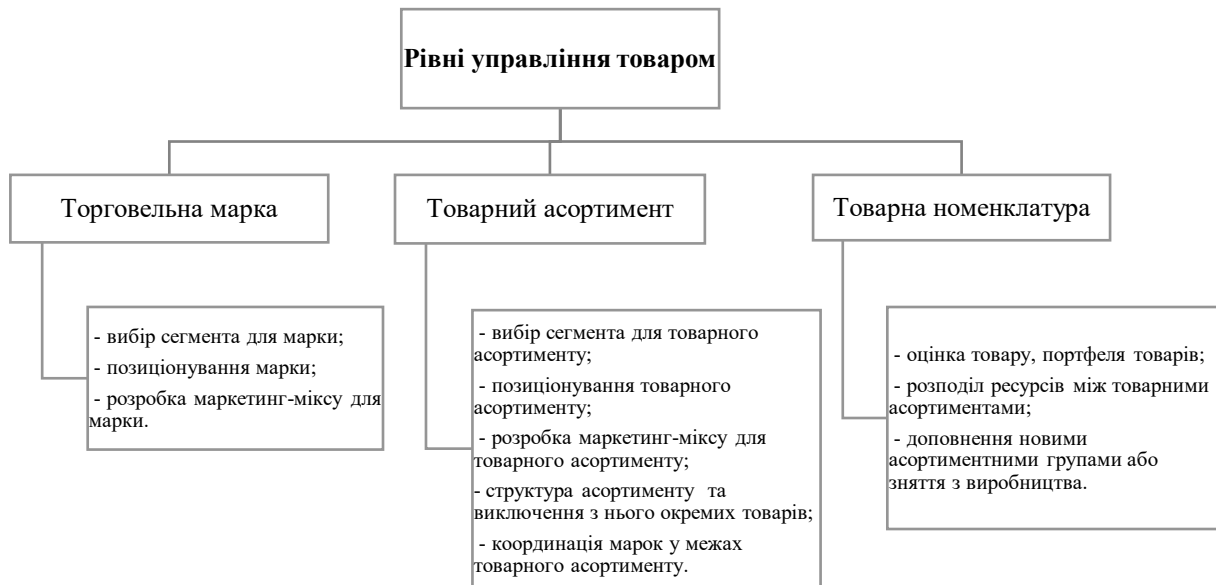 Рівні управління товаром
Торговельна марка
- вибір сегмента для марки;
- позиціонування марки;
- розробка маркетинг-міксу для
марки.
Товарний асортимент
- вибір сегмента для товарного
асортименту;
- позиціонування товарного
асортименту;
- розробка маркетинг-міксу для
товарного асортименту;
- структура асортименту та
виключення з нього окремих товарів;
- координація марок у межах
товарного асортименту.
Товарна номенклатура
- оцінка товару, портфеля товарів;
- розподіл ресурсів між товарними
асортиментами;
- доповнення новими
асортиментними групами або
зняття з виробництва.